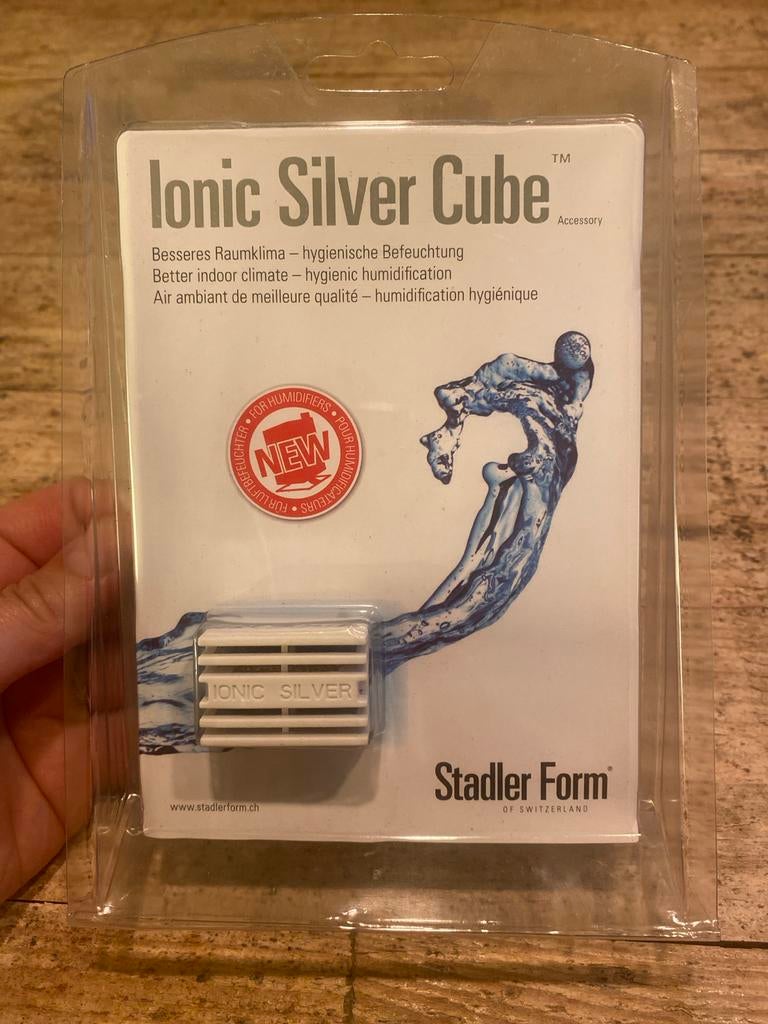 Ionic Silver Cube™
Accessory
Besseres Raumklima – hygienische Befeuchtung
Better indoor climate – hygienic humidification
Air ambiant de meilleure qualité – humidification hygiénique
FOR HUMIDIFIERS • POUR HUMIDIFICATEURS • FÜR LUFTBEFEUCHTER •
NEW
IONIC SILVER
Stadler Form®
OF SWITZERLAND
www.stadlerform.ch